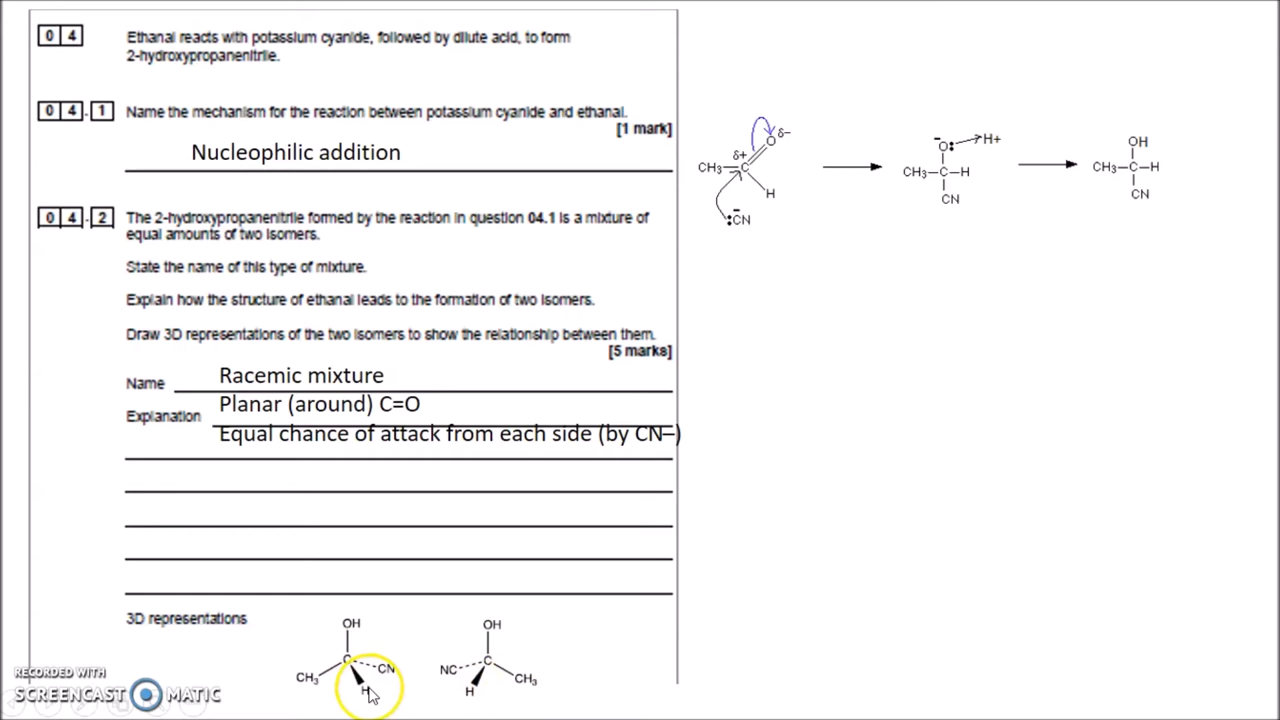 0 4 Ethanal reacts with potassium cyanide, followed by dilute acid, to form
2-hydroxypropanenitrile.
0 4 . 1 Name the mechanism for the reaction between potassium cyanide and ethanal.
[1 mark]
Nucleophilic addition
0 4 . 2 The 2-hydroxypropanenitrile formed by the reaction in question 04.1 is a mixture of
equal amounts of two isomers.
State the name of this type of mixture.
Explain how the structure of ethanal leads to the formation of two isomers.
Draw 3D representations of the two isomers to show the relationship between them.
[5 marks]
Name Racemic mixture
Explanation Planar (around) C=O
Equal chance of attack from each side (by CN–)
3D representations
OH OH
C CN NC C
CH3 H H CH3
O δ–
δ+
CH3 C
H
:CN –
–
O: H+
CH3–C–H
CN
OH
CH3–C–H
CN
RECORDED WITH
SCREENCAST MATIC